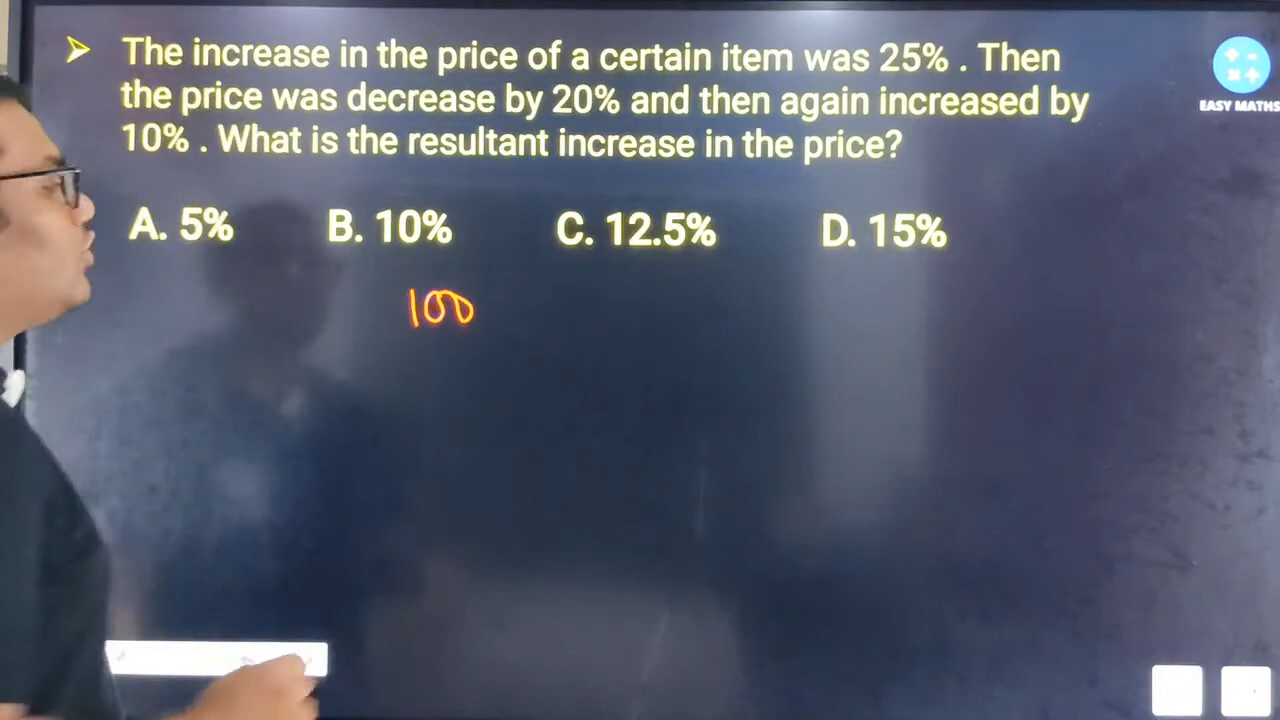 The increase in the price of a certain item was 25% . Then
the price was decrease by 20% and then again increased by
10% . What is the resultant increase in the price?
A. 5% B. 10% C. 12.5% D. 15%
100
EASY MATHS